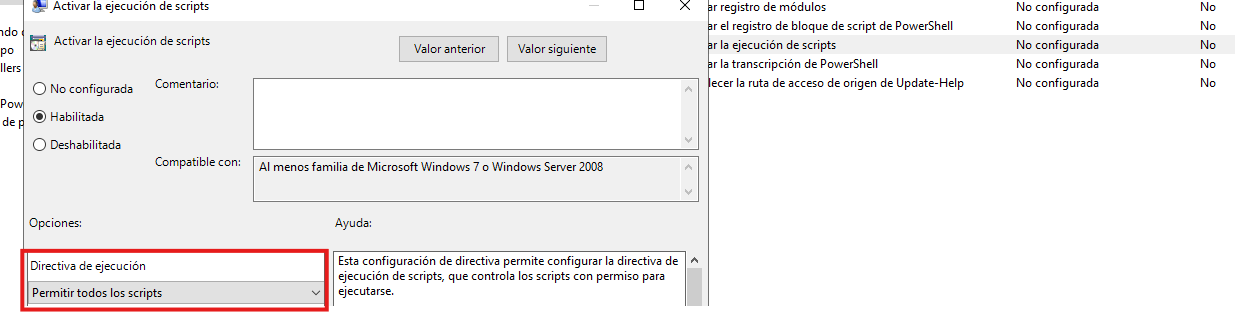 Activar la ejecución de scripts
Activar la ejecución de scripts
Valor anterior
Valor siguiente
No configurada
Habilitada
Deshabilitada
Comentario:
Compatible con:
Al menos familia de Microsoft Windows 7 o Windows Server 2008
Opciones:
Ayuda:
Directiva de ejecución
Permitir todos los scripts
Esta configuración de directiva permite configurar la directiva de
ejecución de scripts, que controla los scripts con permiso para
ejecutarse.
ar registro de módulos No configurada No
ar el registro de bloque de script de PowerShell No configurada No
ar la ejecución de scripts No configurada No
ar la transcripción de PowerShell No configurada No
lecer la ruta de acceso de origen de Update-Help No configurada No
ndo
po
llers
Pow
de p